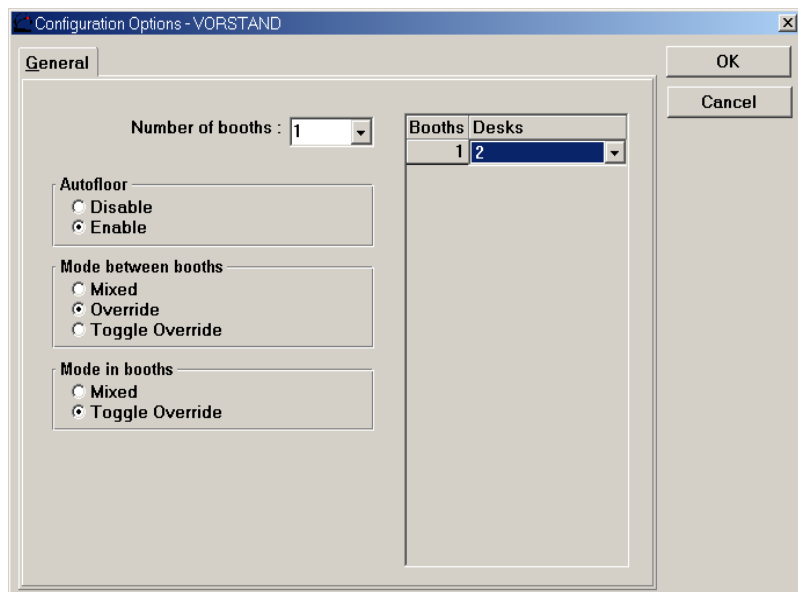 Configuration Options - VORSTAND
General
OK
Cancel
Number of booths : 1
Booths Desks
1 2
Autofloor
Disable
Enable
Mode between booths
Mixed
Override
Toggle Override
Mode in booths
Mixed
Toggle Override